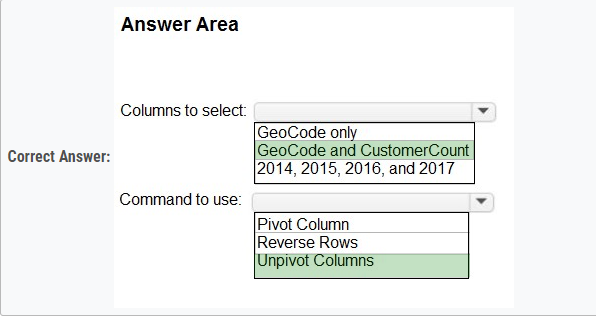 Answer Area
Columns to select:
GeoCode only
Correct Answer:
GeoCode and CustomerCount
2014, 2015, 2016, and 2017
Command to use:
Pivot Column
Reverse Rows
Unpivot Columns